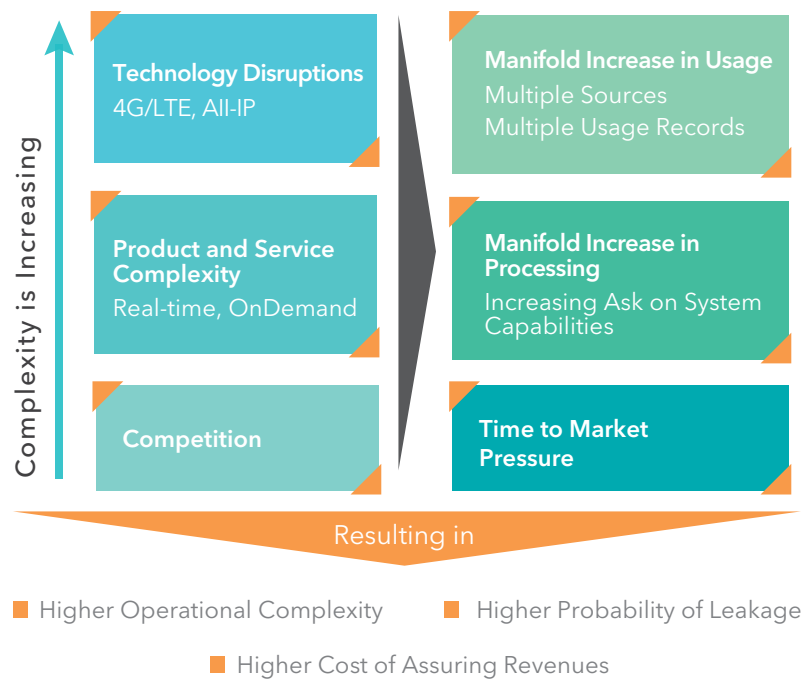 Complexity is Increasing
Technology Disruptions
4G/LTE, All-IP
Product and Service
Complexity
Real-time, OnDemand
Competition
Manifold Increase in Usage
Multiple Sources
Multiple Usage Records
Manifold Increase in
Processing
Increasing Ask on System
Capabilities
Time to Market
Pressure
Resulting in
Higher Operational Complexity
Higher Probability of Leakage
Higher Cost of Assuring Revenues